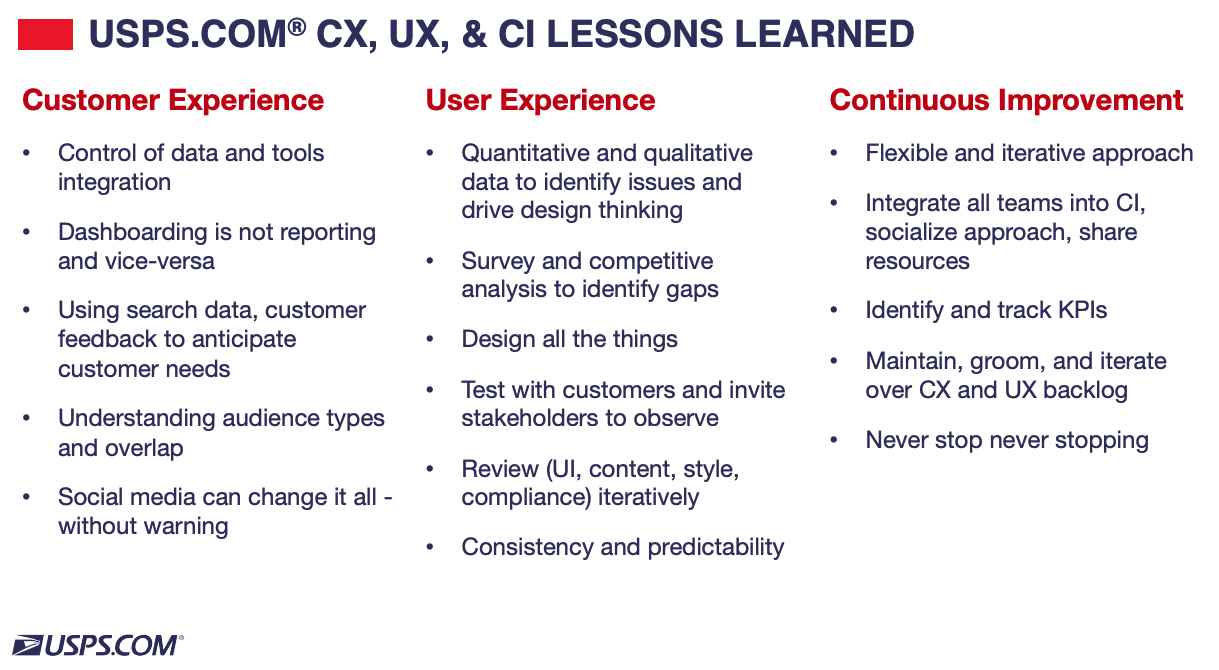 USPS.COM® CX, UX, & CI LESSONS LEARNED
Customer Experience
• Control of data and tools
integration
• Dashboarding is not reporting
and vice-versa
• Using search data, customer
feedback to anticipate
customer needs
• Understanding audience types
and overlap
• Social media can change it all -
without warning
User Experience
• Quantitative and qualitative
data to identify issues and
drive design thinking
• Survey and competitive
analysis to identify gaps
• Design all the things
• Test with customers and invite
stakeholders to observe
• Review (UI, content, style,
compliance) iteratively
• Consistency and predictability
Continuous Improvement
• Flexible and iterative approach
• Integrate all teams into CI,
socialize approach, share
resources
• Identify and track KPIs
• Maintain, groom, and iterate
over CX and UX backlog
• Never stop never stopping
USPS.COM®